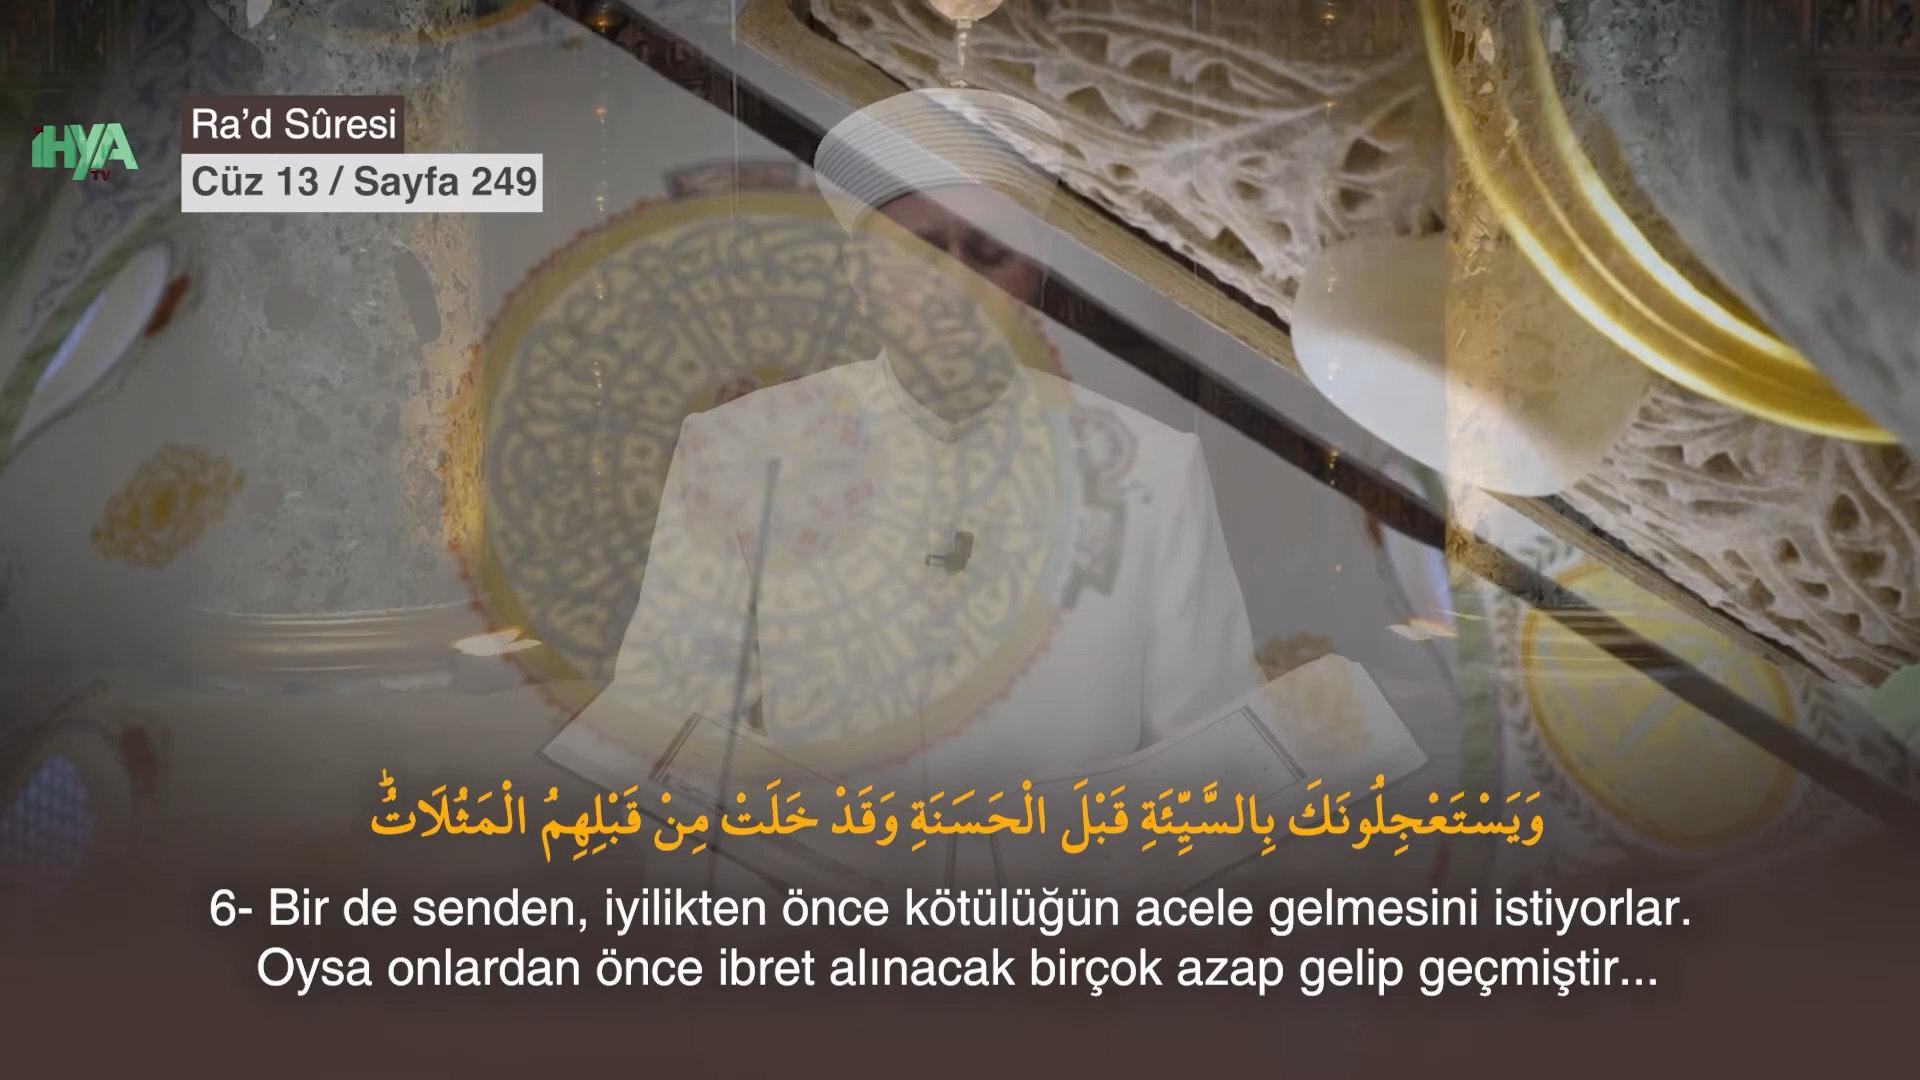 İHYA
TV
Ra’d Sûresi
Cüz 13 / Sayfa 249
وَيَسْتَعْجِلُونَكَ بِالسَّيِّئَةِ قَبْلَ الْحَسَنَةِ وَقَدْ خَلَتْ مِنْ قَبْلِهِمُ الْمَثُلَاتُۜ
6- Bir de senden, iyilikten önce kötülüğün acele gelmesini istiyorlar.
Oysa onlardan önce ibret alınacak birçok azap gelip geçmiştir...